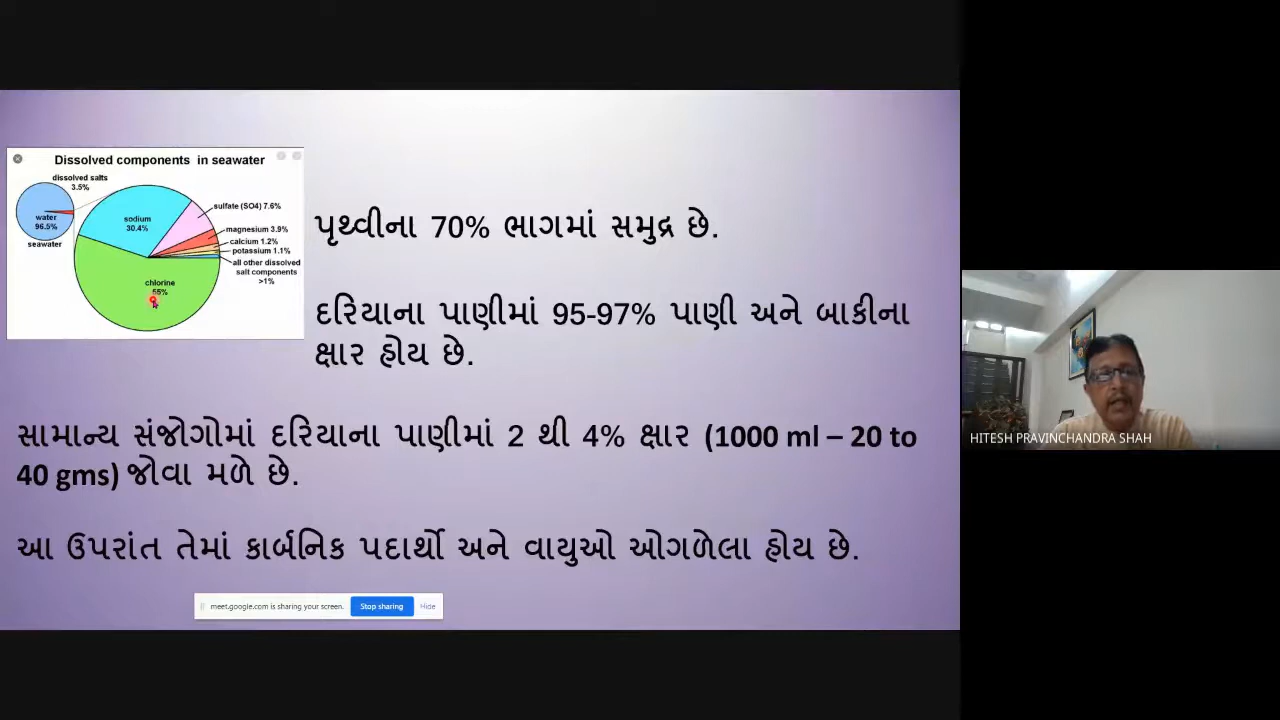 Dissolved components in seawater
dissolved salts
3.5%
water
96.5%
seawater
sodium
30.4%
sulfate (SO4) 7.6%
magnesium 3.9%
calcium 1.2%
potassium 1.1%
all other dissolved
salt components
>1%
chlorine
55%
પૃથ્વીના 70% ભાગમાં સમુદ્ર છે.
દરિયાના પાણીમાં 95-97% પાણી અને બાકીના
ક્ષાર હોય છે.
સામાન્ય સંજોગોમાં દરિયાના પાણીમાં 2 થી 4% ક્ષાર (1000 ml – 20 to
40 gms) જોવા મળે છે.
આ ઉપરાંત તેમાં કાર્બનિક પદાર્થો અને વાયુઓ ઓગળેલા હોય છે.
meet.google.com is sharing your screen. Stop sharing Hide
HITESH PRAVINCHANDRA SHAH